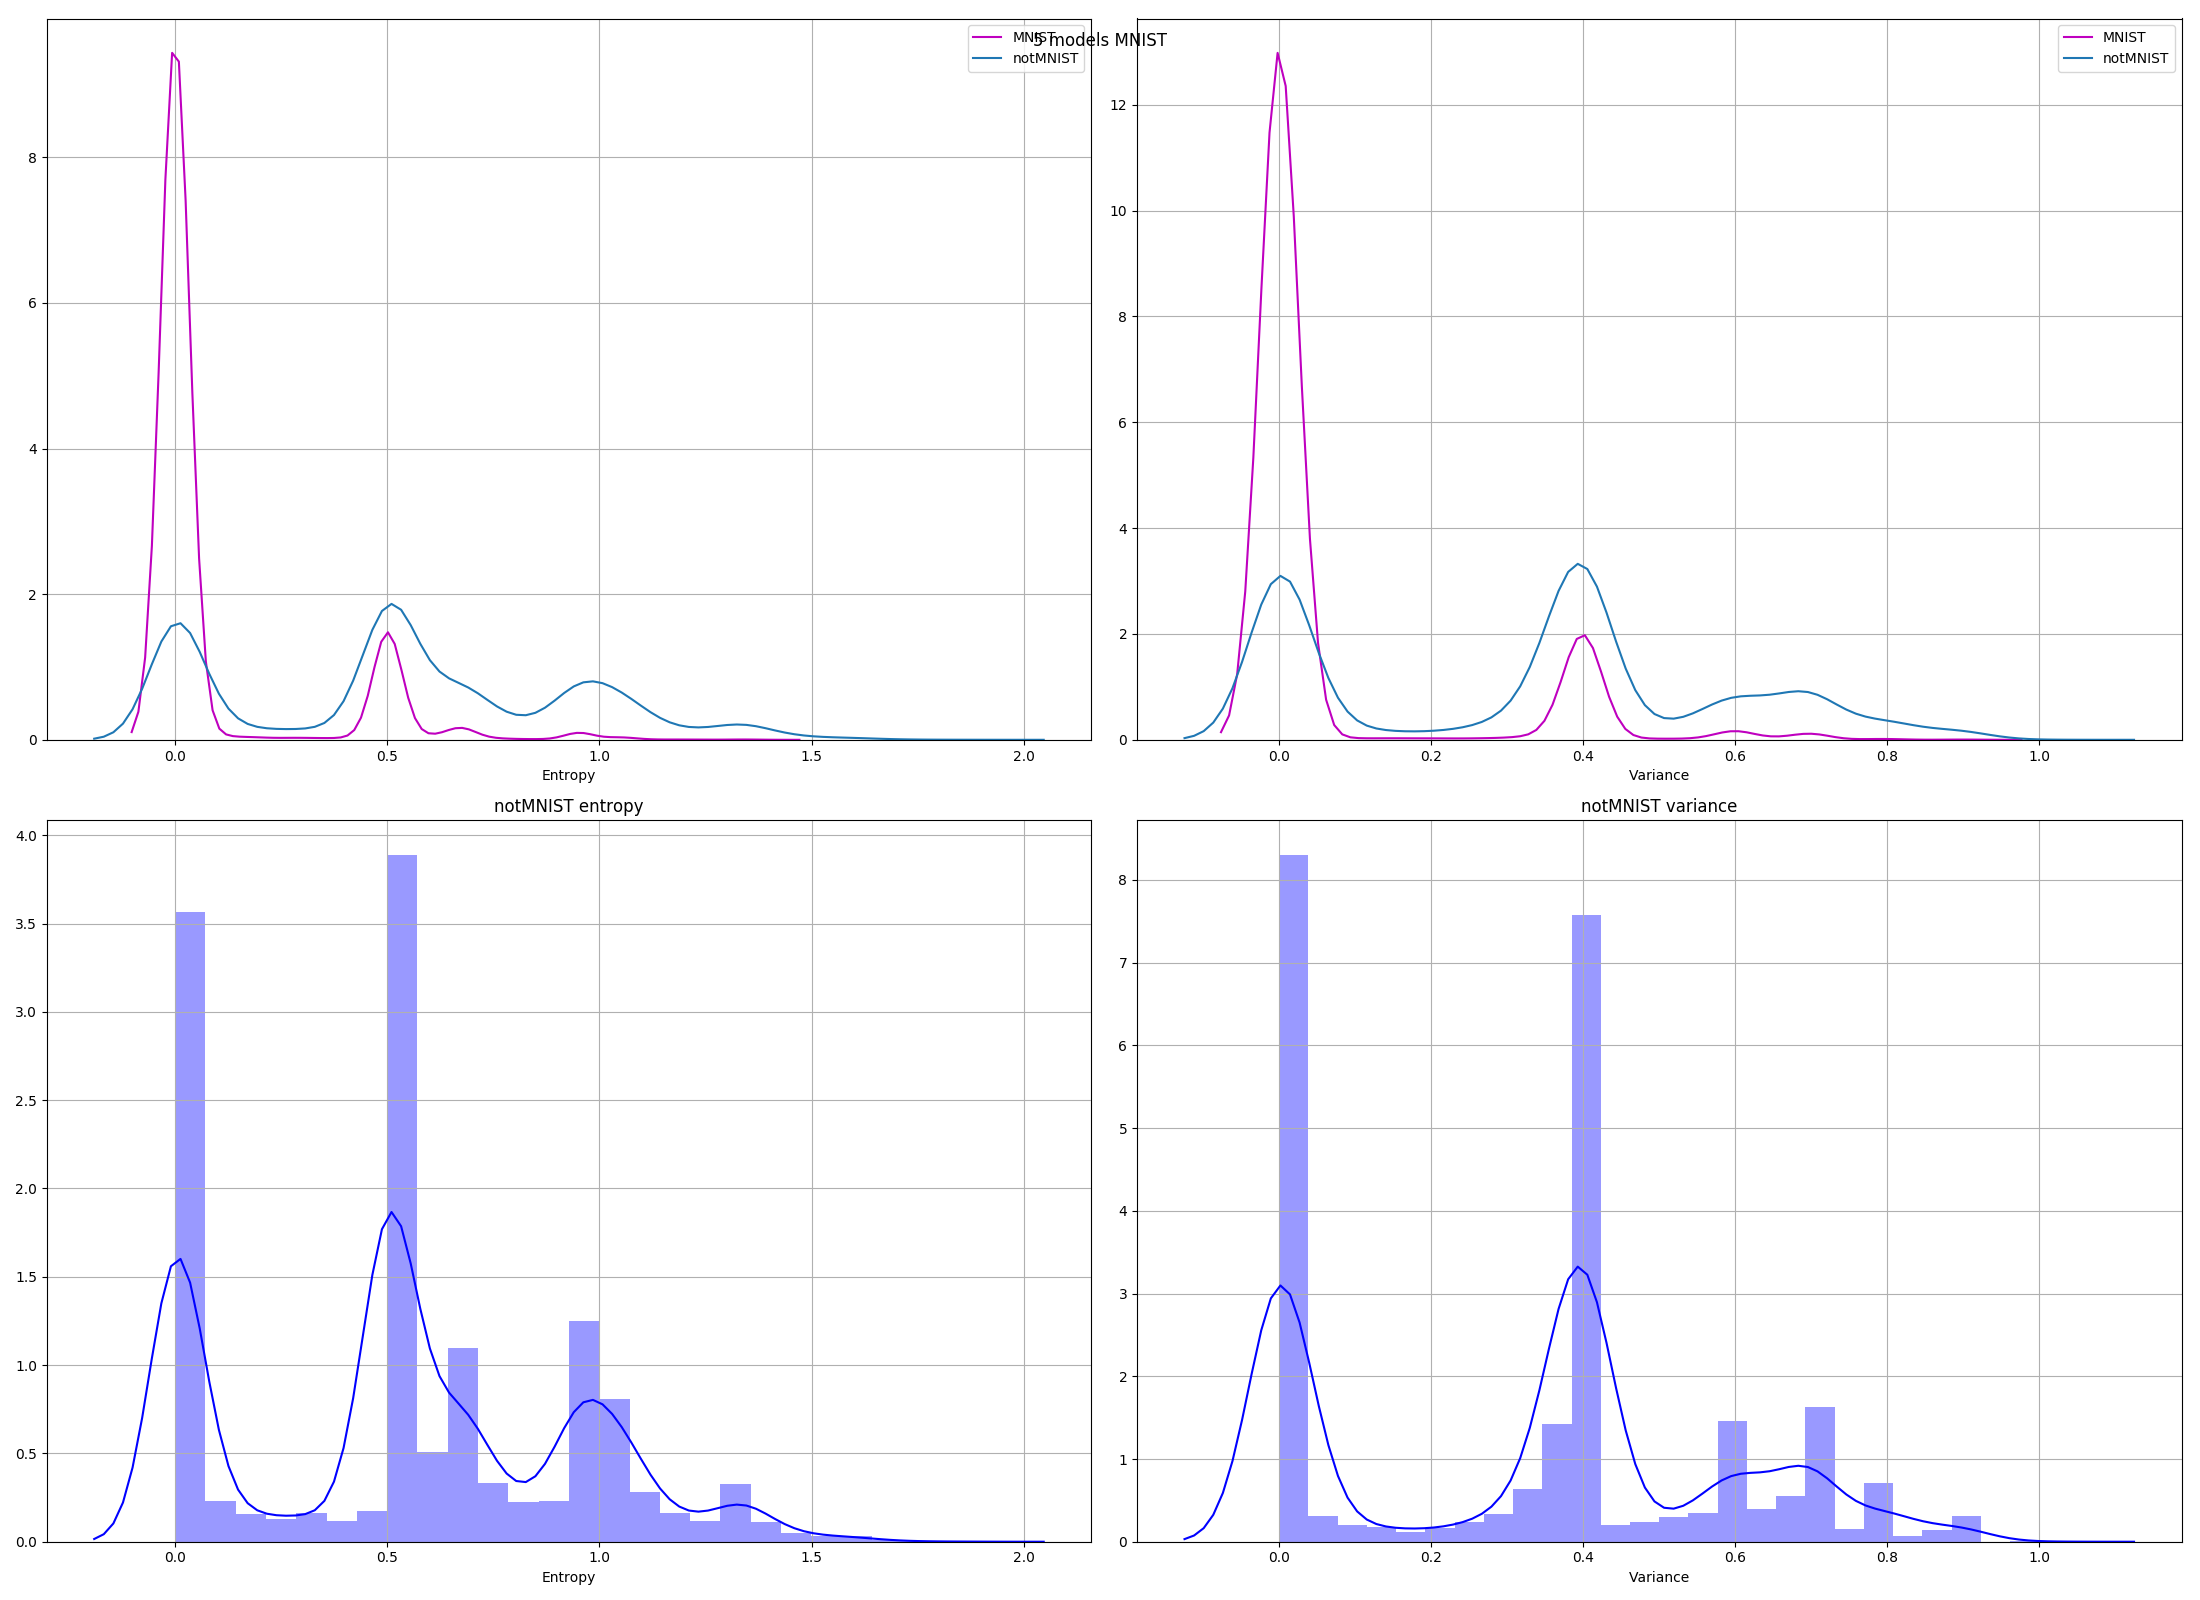 5 models MNIST
MNIST
notMNIST
8
6
4
2
0
0.0 0.5 1.0 1.5 2.0
Entropy
MNIST
notMNIST
12
10
8
6
4
2
0
0.0 0.2 0.4 0.6 0.8 1.0
Variance
notMNIST entropy
4.0
3.5
3.0
2.5
2.0
1.5
1.0
0.5
0.0
0.0 0.5 1.0 1.5 2.0
Entropy
notMNIST variance
8
7
6
5
4
3
2
1
0
0.0 0.2 0.4 0.6 0.8 1.0
Variance